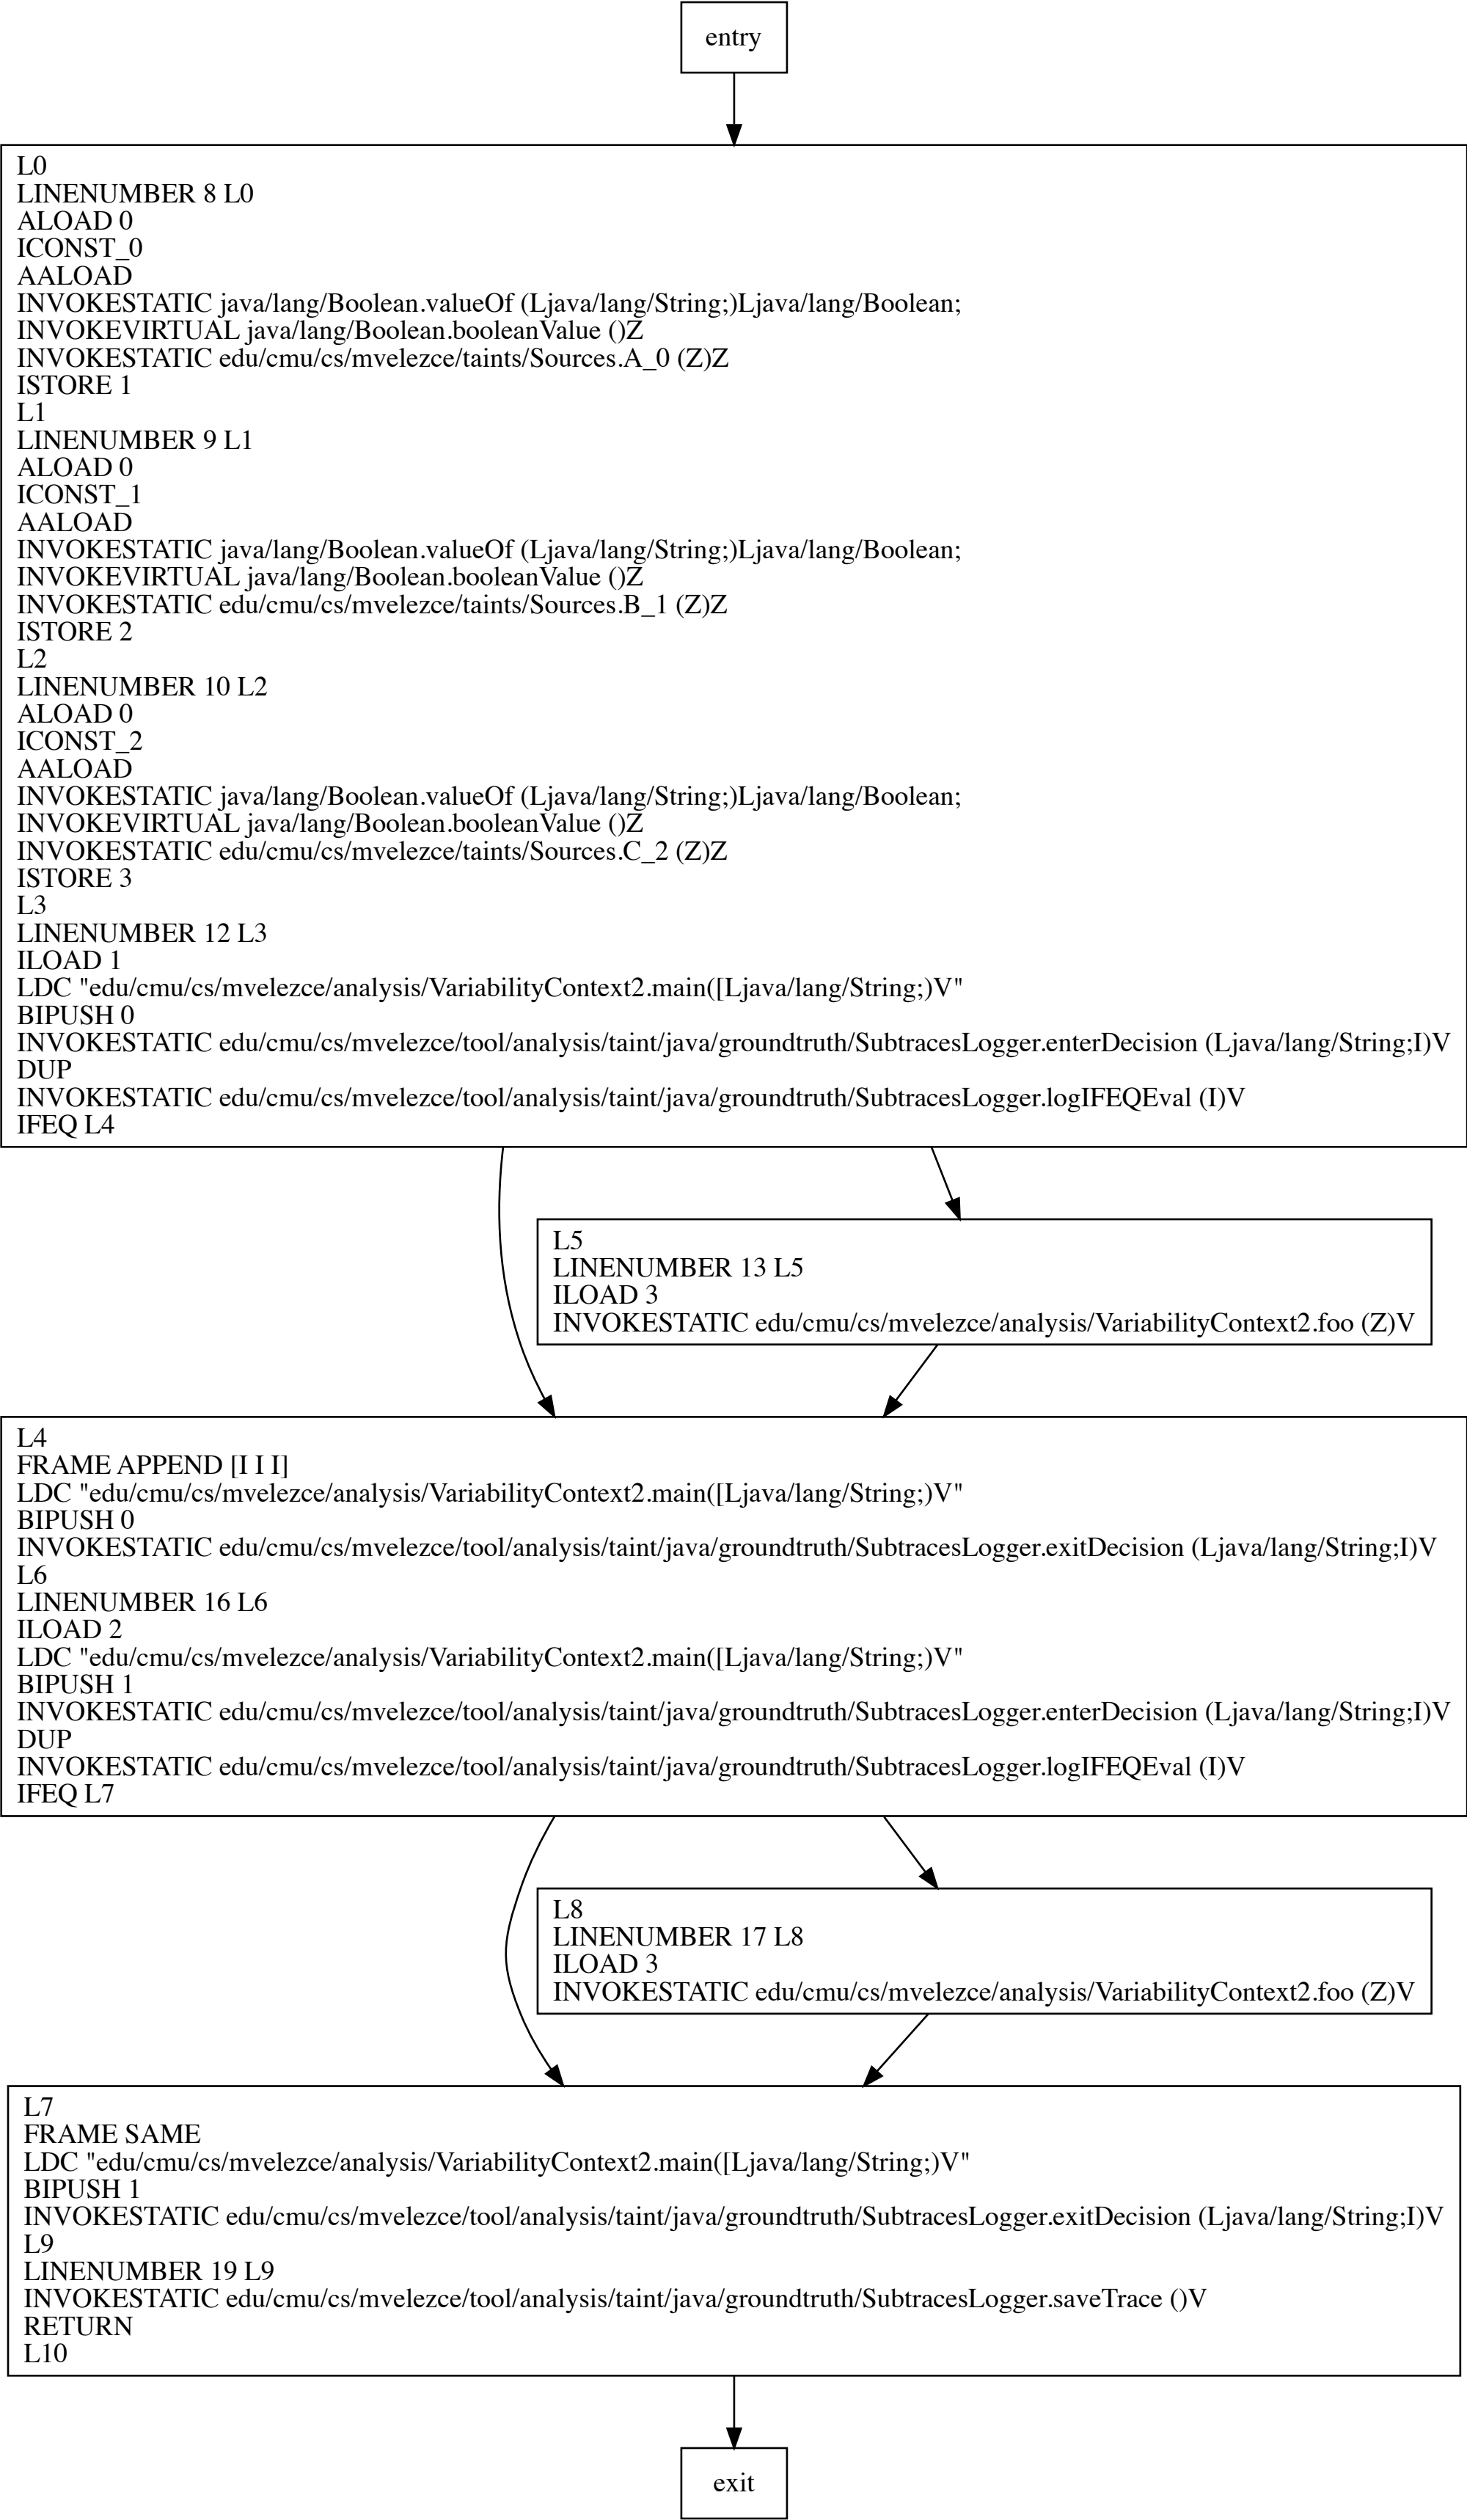 entry
L0
LINENUMBER 8 L0
ALOAD 0
ICONST_0
AALOAD
INVOKESTATIC java/lang/Boolean.valueOf (Ljava/lang/String;)Ljava/lang/Boolean;
INVOKEVIRTUAL java/lang/Boolean.booleanValue ()Z
INVOKESTATIC edu/cmu/cs/mvelezce/taints/Sources.A_0 (Z)Z
ISTORE 1
L1
LINENUMBER 9 L1
ALOAD 0
ICONST_1
AALOAD
INVOKESTATIC java/lang/Boolean.valueOf (Ljava/lang/String;)Ljava/lang/Boolean;
INVOKEVIRTUAL java/lang/Boolean.booleanValue ()Z
INVOKESTATIC edu/cmu/cs/mvelezce/taints/Sources.B_1 (Z)Z
ISTORE 2
L2
LINENUMBER 10 L2
ALOAD 0
ICONST_2
AALOAD
INVOKESTATIC java/lang/Boolean.valueOf (Ljava/lang/String;)Ljava/lang/Boolean;
INVOKEVIRTUAL java/lang/Boolean.booleanValue ()Z
INVOKESTATIC edu/cmu/cs/mvelezce/taints/Sources.C_2 (Z)Z
ISTORE 3
L3
LINENUMBER 12 L3
ILOAD 1
LDC "edu/cmu/cs/mvelezce/analysis/VariabilityContext2.main([Ljava/lang/String;)V"
BIPUSH 0
INVOKESTATIC edu/cmu/cs/mvelezce/tool/analysis/taint/java/groundtruth/SubtracesLogger.enterDecision (Ljava/lang/String;I)V
DUP
INVOKESTATIC edu/cmu/cs/mvelezce/tool/analysis/taint/java/groundtruth/SubtracesLogger.logIFEQEval (I)V
IFEQ L4
L5
LINENUMBER 13 L5
ILOAD 3
INVOKESTATIC edu/cmu/cs/mvelezce/analysis/VariabilityContext2.foo (Z)V
L4
FRAME APPEND [I I I]
LDC "edu/cmu/cs/mvelezce/analysis/VariabilityContext2.main([Ljava/lang/String;)V"
BIPUSH 0
INVOKESTATIC edu/cmu/cs/mvelezce/tool/analysis/taint/java/groundtruth/SubtracesLogger.exitDecision (Ljava/lang/String;I)V
L6
LINENUMBER 16 L6
ILOAD 2
LDC "edu/cmu/cs/mvelezce/analysis/VariabilityContext2.main([Ljava/lang/String;)V"
BIPUSH 1
INVOKESTATIC edu/cmu/cs/mvelezce/tool/analysis/taint/java/groundtruth/SubtracesLogger.enterDecision (Ljava/lang/String;I)V
DUP
INVOKESTATIC edu/cmu/cs/mvelezce/tool/analysis/taint/java/groundtruth/SubtracesLogger.logIFEQEval (I)V
IFEQ L7
L8
LINENUMBER 17 L8
ILOAD 3
INVOKESTATIC edu/cmu/cs/mvelezce/analysis/VariabilityContext2.foo (Z)V
L7
FRAME SAME
LDC "edu/cmu/cs/mvelezce/analysis/VariabilityContext2.main([Ljava/lang/String;)V"
BIPUSH 1
INVOKESTATIC edu/cmu/cs/mvelezce/tool/analysis/taint/java/groundtruth/SubtracesLogger.exitDecision (Ljava/lang/String;I)V
L9
LINENUMBER 19 L9
INVOKESTATIC edu/cmu/cs/mvelezce/tool/analysis/taint/java/groundtruth/SubtracesLogger.saveTrace ()V
RETURN
L10
exit